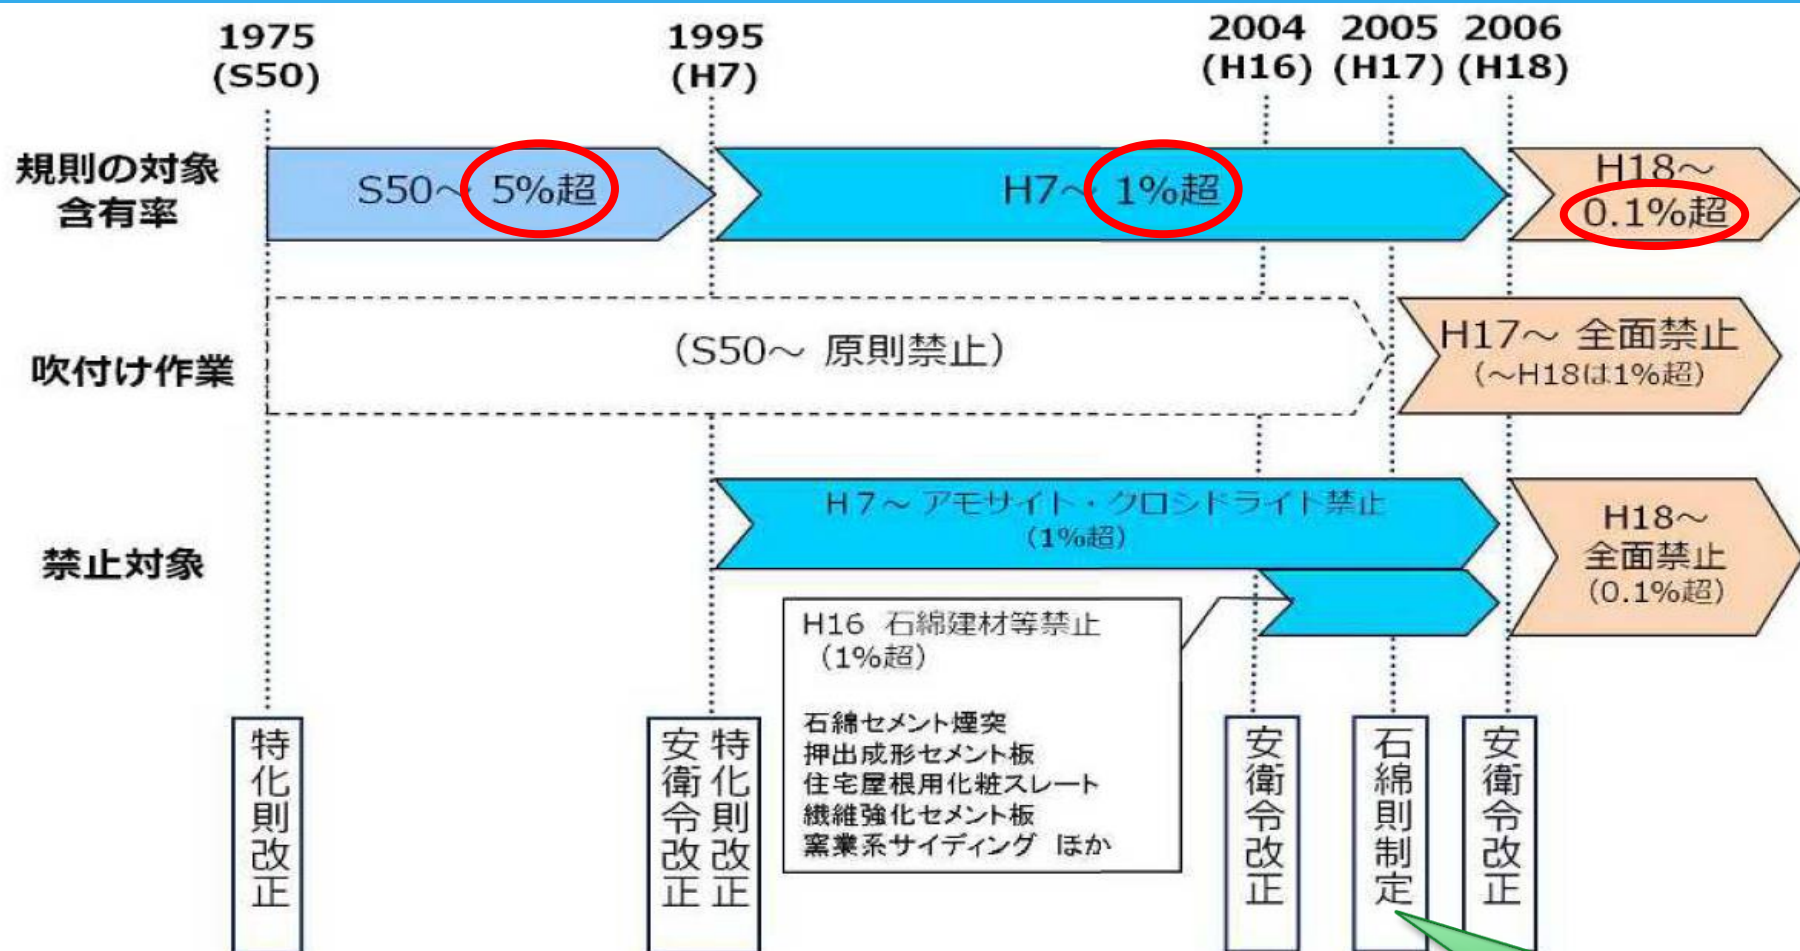 1975
(S50)
1995
(H7)
2004
(H16)
2005
(H17)
2006
(H18)
規則の対象
含有率
S50～ 5%超
H7～ 1%超
H18～
0.1%超
吹付け作業
(S50～ 原則禁止)
H17～ 全面禁止
(～H18は1%超)
禁止対象
H7～ アモサイト・クロシドライト禁止
(1%超)
H18～
全面禁止
(0.1%超)
H16 石綿建材等禁止
(1%超)
石綿セメント煙突
押出成形セメント板
住宅屋根用化粧スレート
繊維強化セメント板
窯業系サイディング ほか
特化則改正
特化則改正
安衛令改正
安衛令改正
石綿則制定
安衛令改正